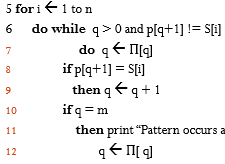 5 for i ← 1 to n
6 do while q > 0 and p[q+1] != S[i]
7 do q ← Π[q]
8 if p[q+1] = S[i]
9 then q ← q + 1
10 if q = m
11 then print “Pattern occurs a
12 q ← Π[ q]